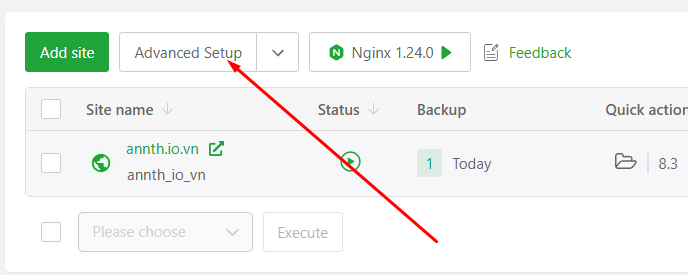 Add site Advanced Setup Nginx 1.24.0 Feedback
Site name Status Backup Quick action
annth.io.vn 1 Today 8.3
annth_io_vn
Please choose Execute